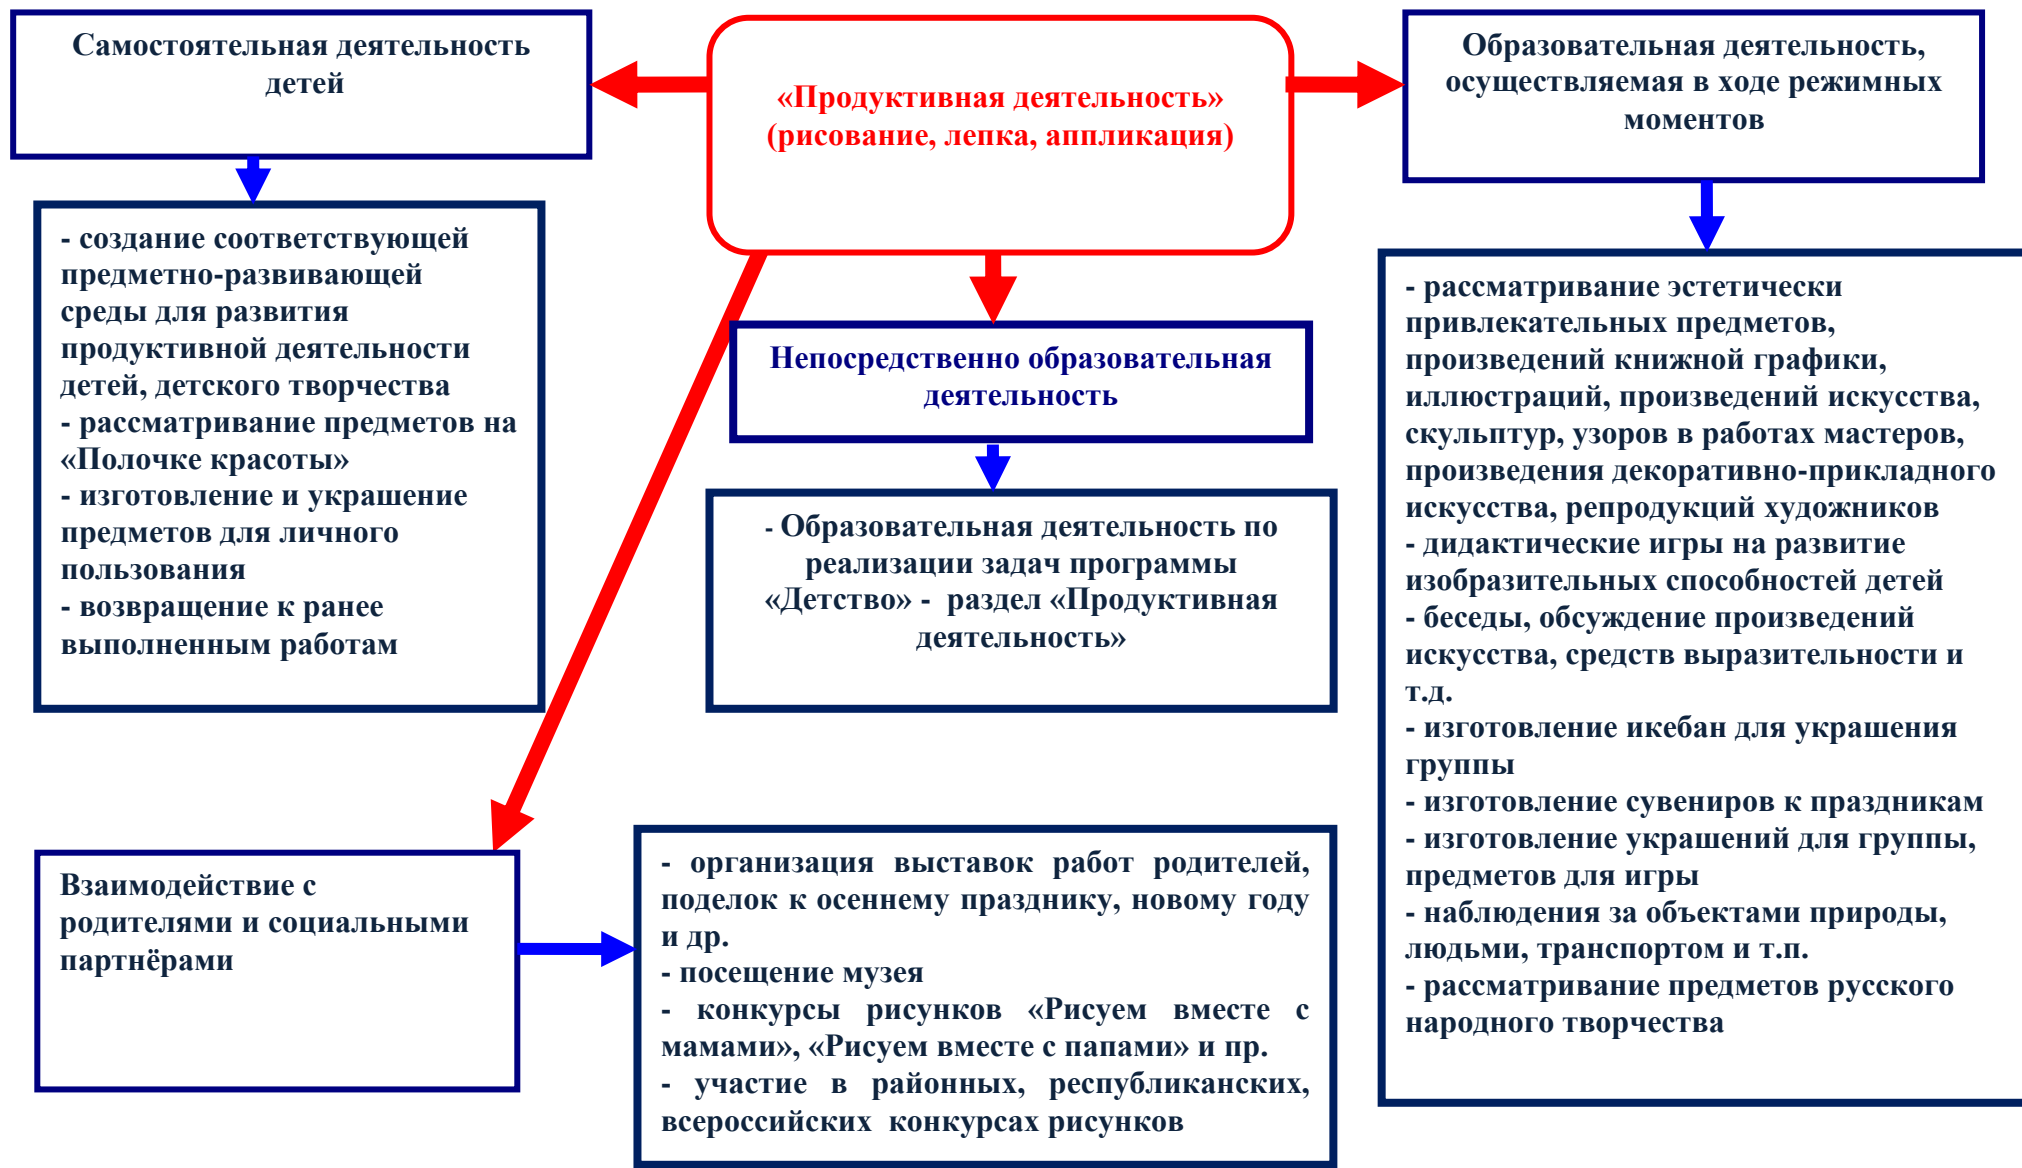 Самостоятельная деятельность
детей
«Продуктивная деятельность»
(рисование, лепка, аппликация)
Образовательная деятельность,
осуществляемая в ходе режимных
моментов
- создание соответствующей
предметно-развивающей
среды для развития
продуктивной деятельности
детей, детского творчества
- рассматривание предметов на
«Полочке красоты»
- изготовление и украшение
предметов для личного
пользования
- возвращение к ранее
выполненным работам
Непосредственно образовательная
деятельность
- Образовательная деятельность по
реализации задач программы
«Детство» - раздел «Продуктивная
деятельность»
- рассматривание эстетически
привлекательных предметов,
произведений книжной графики,
иллюстраций, произведений искусства,
скульптур, узоров в работах мастеров,
произведения декоративно-прикладного
искусства, репродукций художников
- дидактические игры на развитие
изобразительных способностей детей
- беседы, обсуждение произведений
искусства, средств выразительности и
т.д.
- изготовление икебан для украшения
группы
- изготовление сувениров к праздникам
- изготовление украшений для группы,
предметов для игры
- наблюдения за объектами природы,
людьми, транспортом и т.п.
- рассматривание предметов русского
народного творчества
Взаимодействие с
родителями и социальными
партнёрами
- организация выставок работ родителей,
поделок к осеннему празднику, новому году
и др.
- посещение музея
- конкурсы рисунков «Рисуем вместе с
мамами», «Рисуем вместе с папами» и пр.
- участие в районных, республиканских,
всероссийских конкурсах рисунков